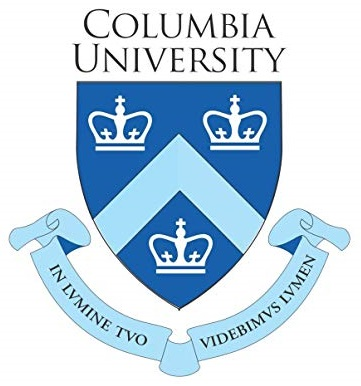 COLUMBIA
UNIVERSITY
IN LVMINE TVO
VIDEBIMVS LVMEN